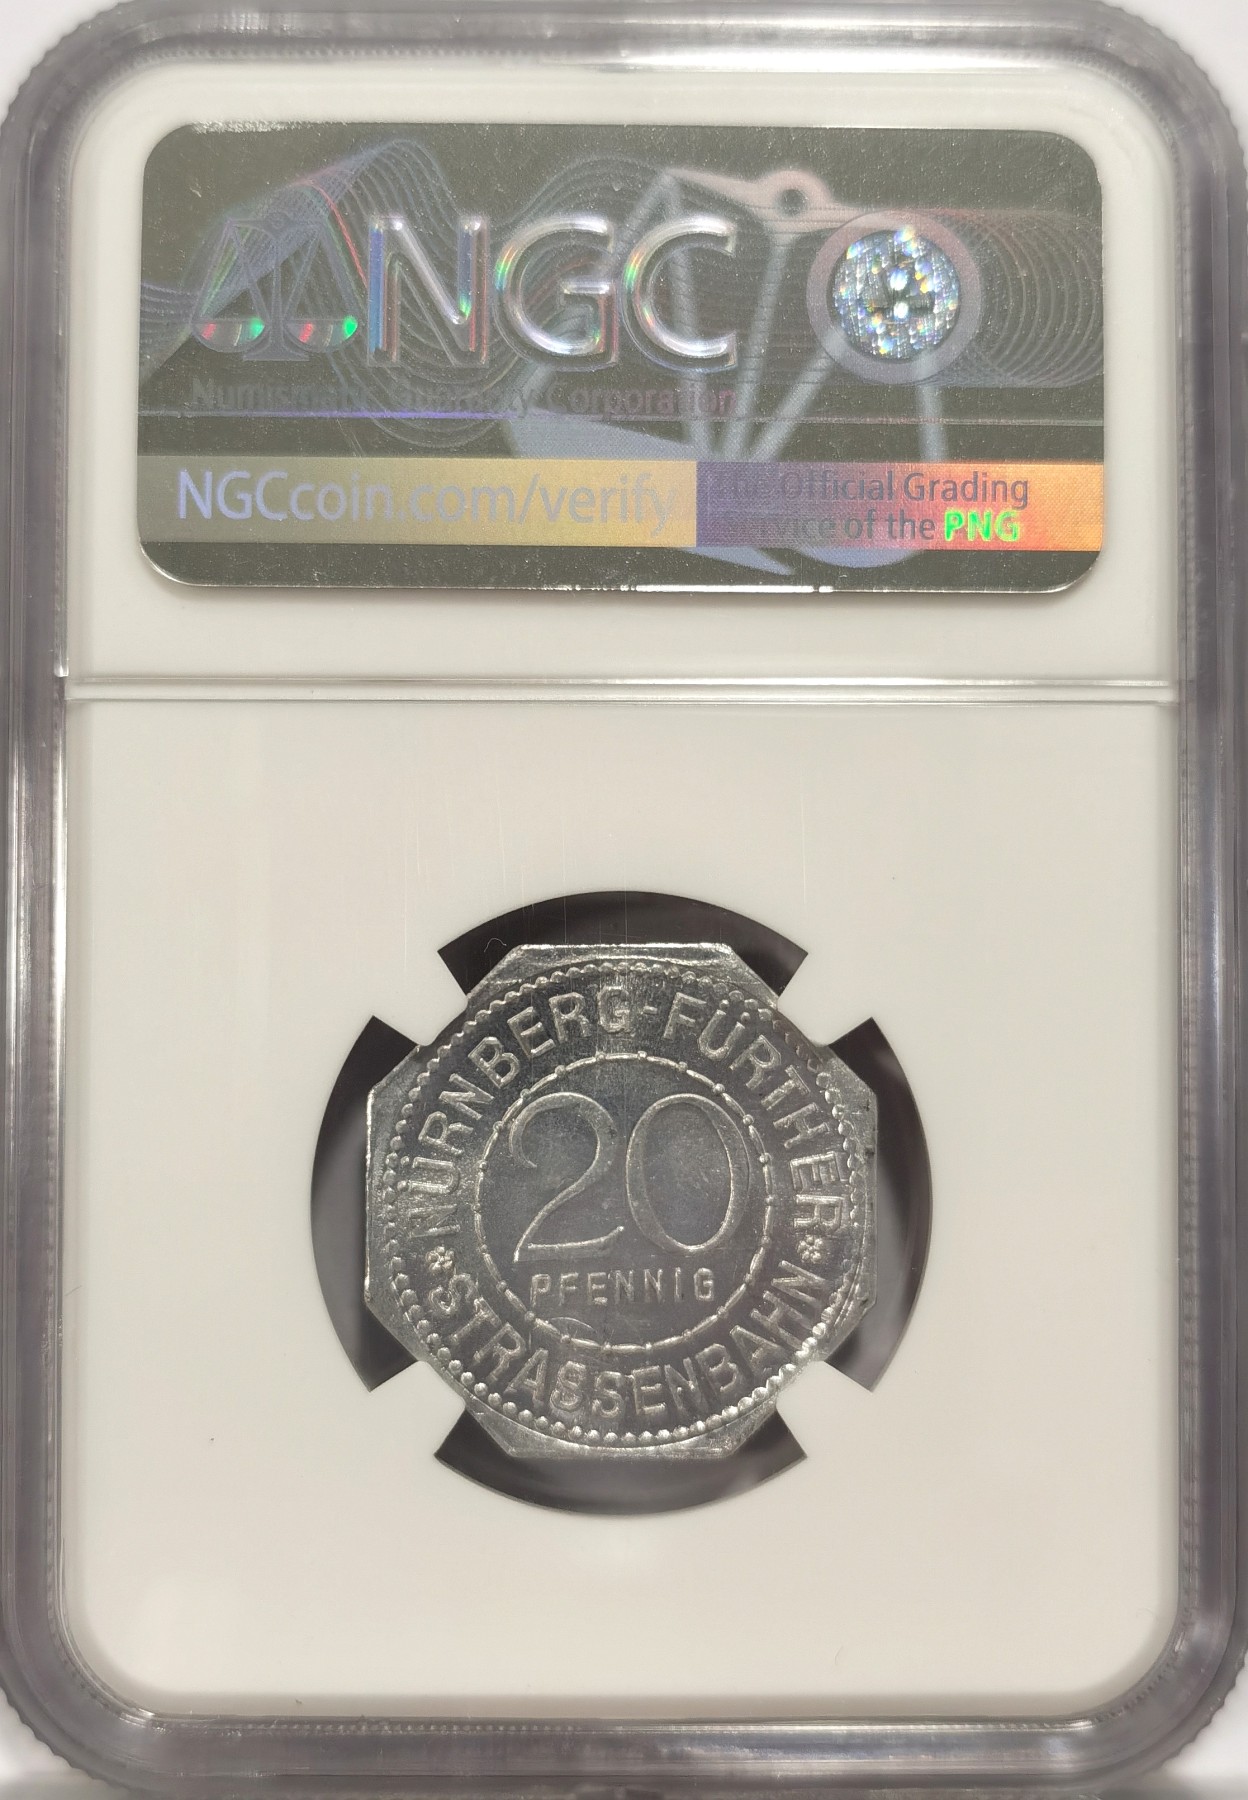 NGC
Numismatic Guaranty Corporation
NGCcoin.com/verify
The Official Grading
Service of the PNG
NÜRNBERG-FÜRTHER
20
PFENNIG
* STRASSENBAHN *